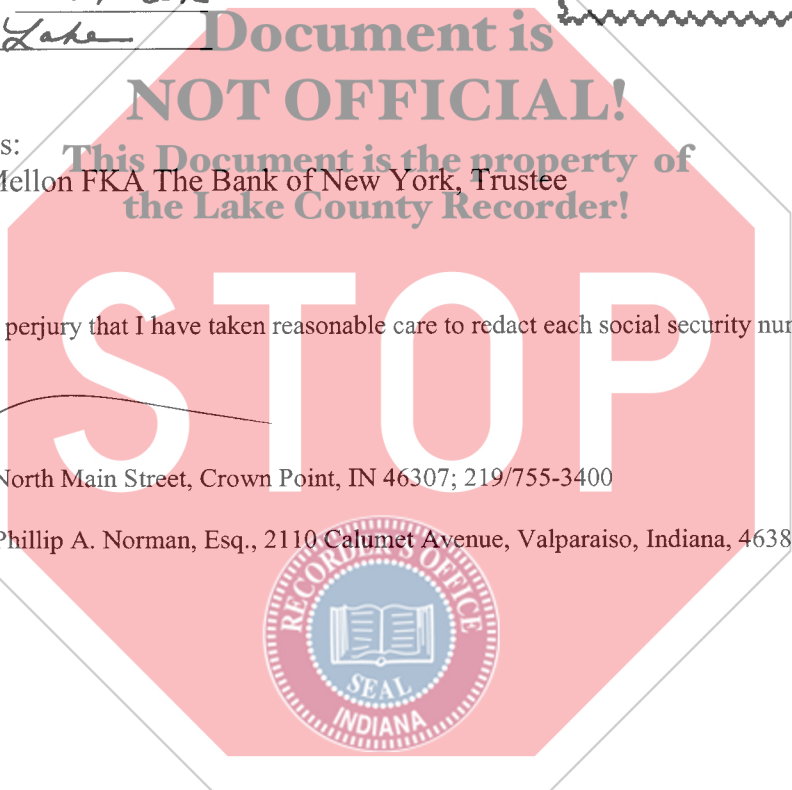 Lake
Document is
NOT OFFICIAL!
s:
This Document is the property of
Mellon FKA The Bank of New York, Trustee
the Lake County Recorder!
STOP
perjury that I have taken reasonable care to redact each social security nu
North Main Street, Crown Point, IN 46307; 219/755-3400
Phillip A. Norman, Esq., 2110 Calumet Avenue, Valparaiso, Indiana, 4638
RECORDER'S OFFICE
SEAL
INDIANA